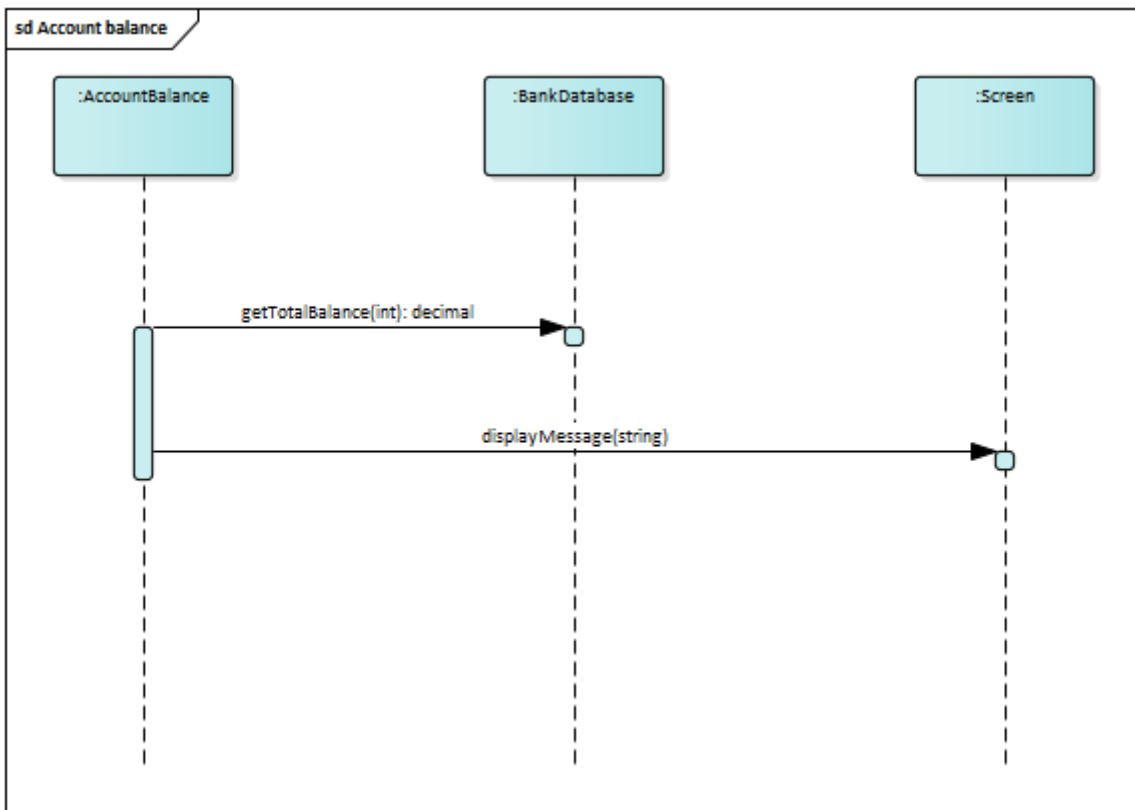 sd Account balance
:AccountBalance
:BankDatabase
:Screen
getTotalBalance(int): decimal
displayMessage(string)